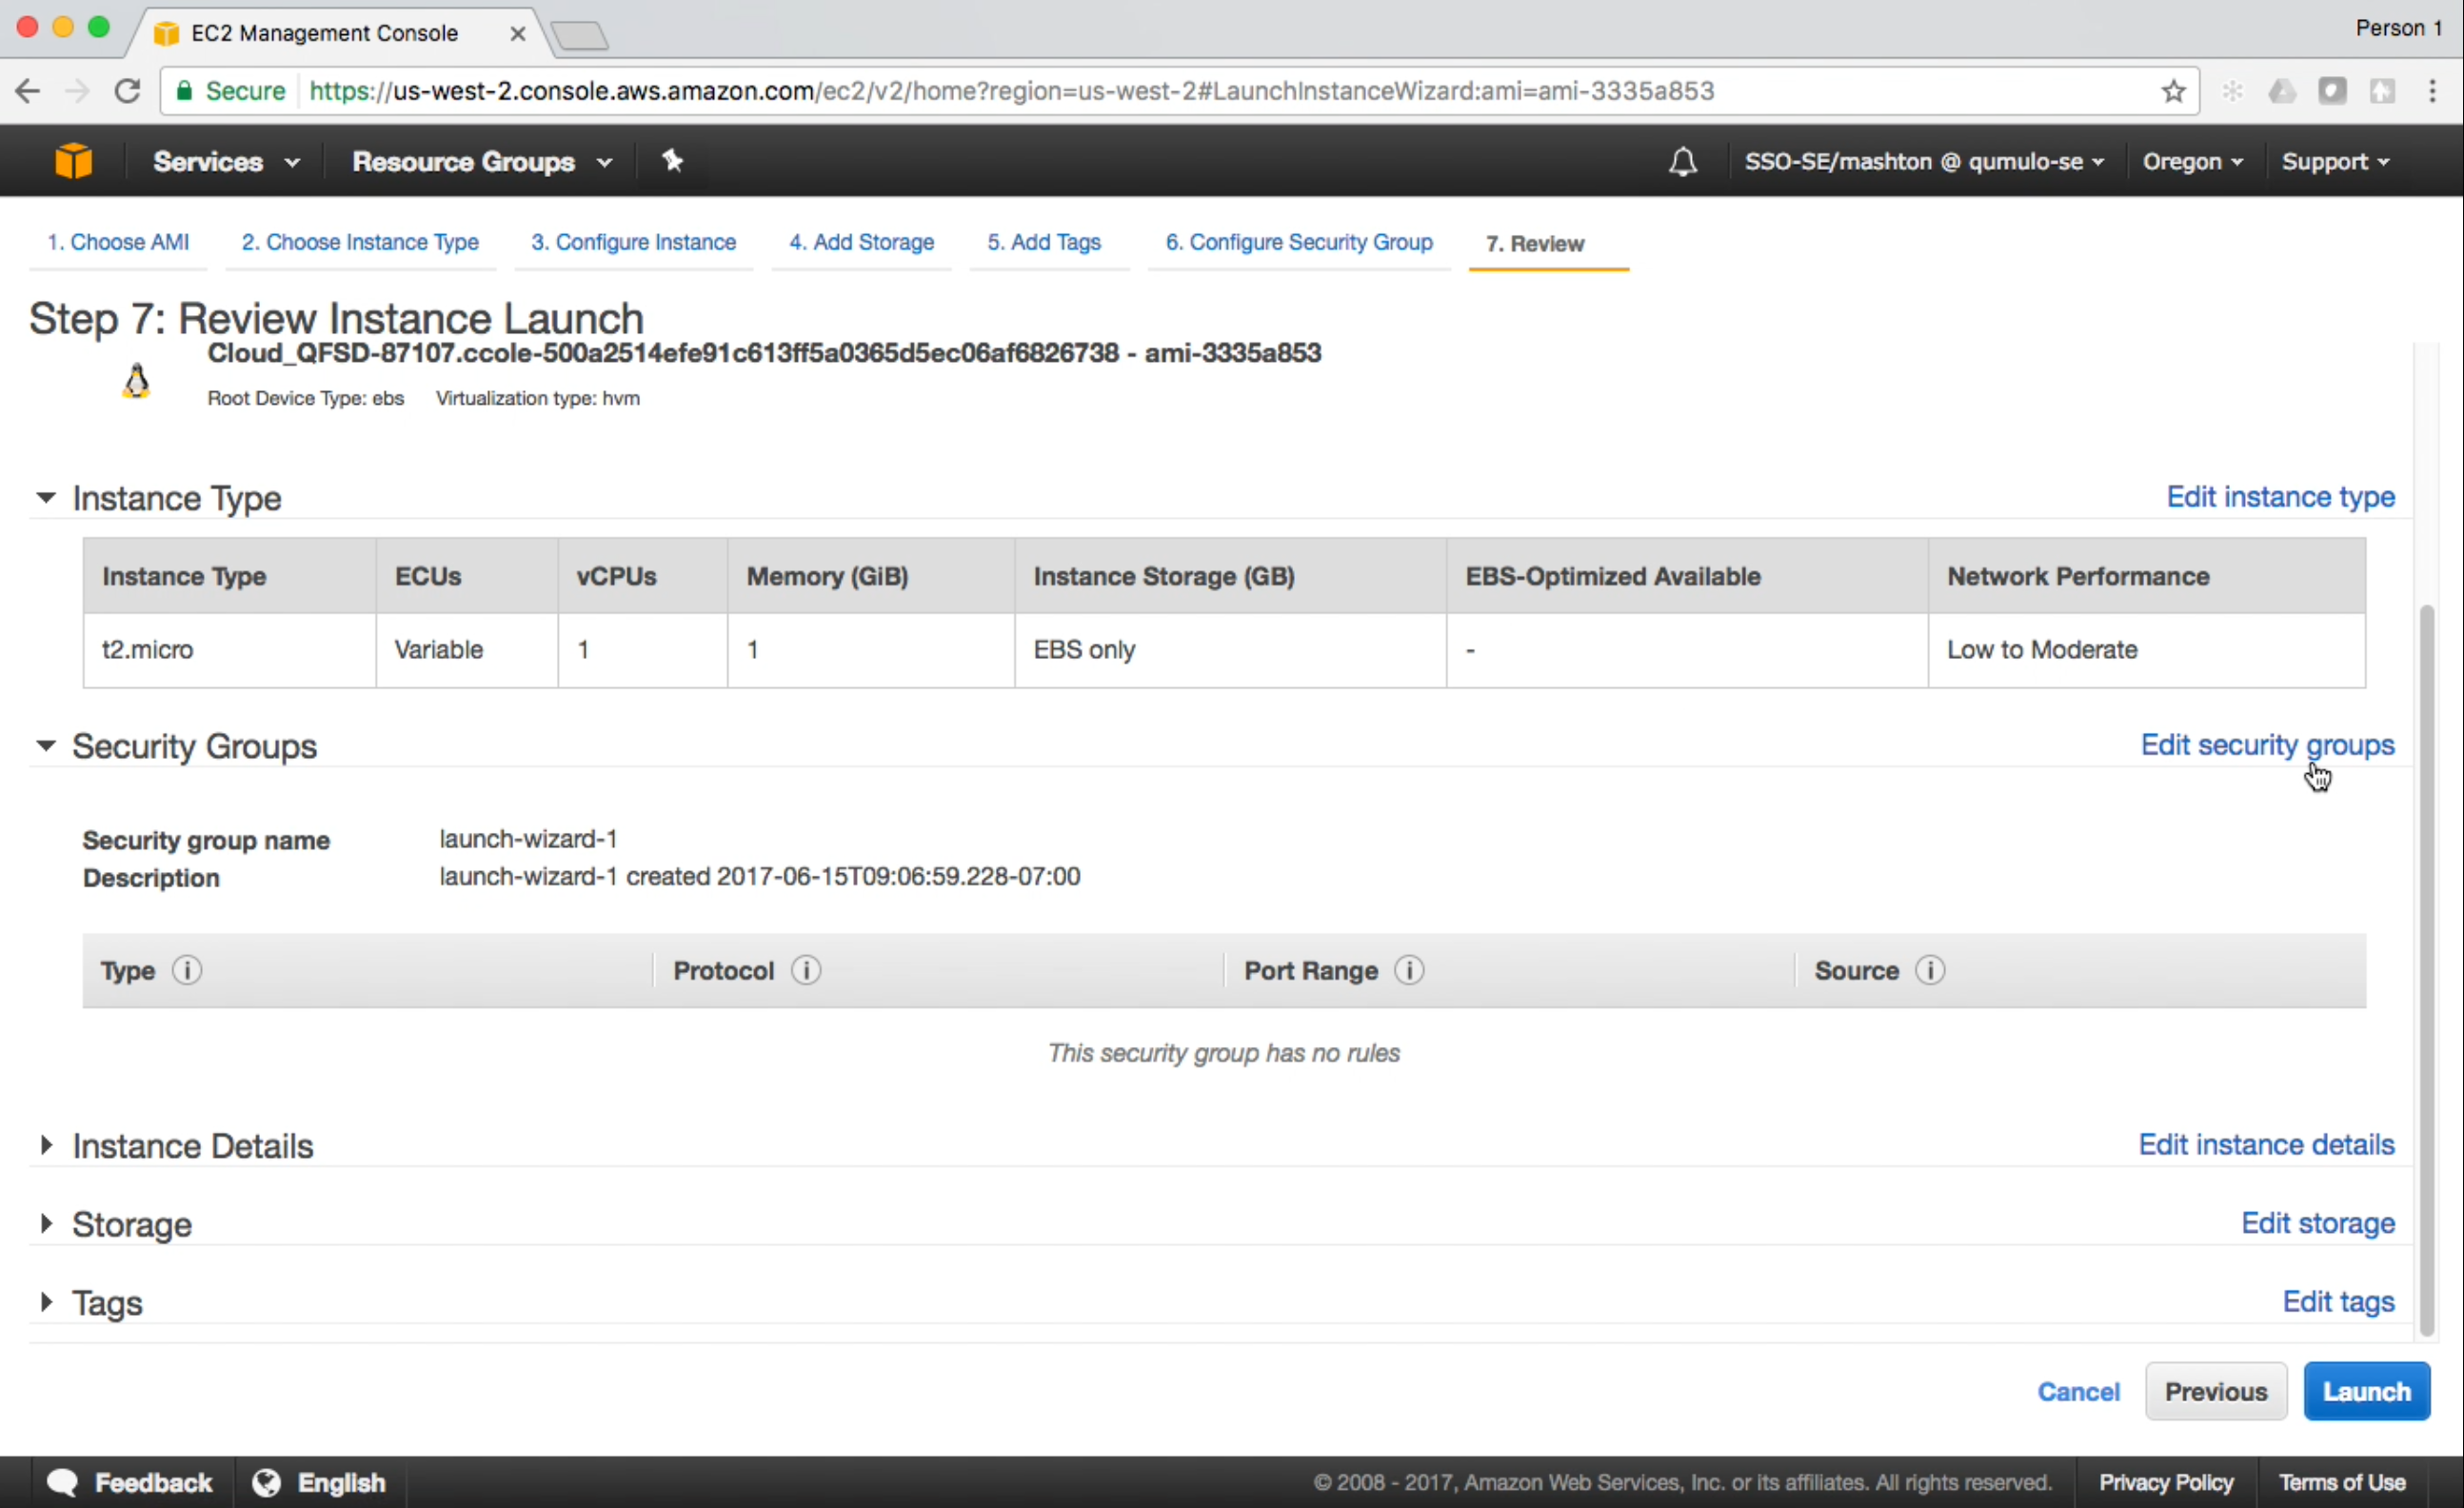 EC2 Management Console
Person 1
Secure https://us-west-2.console.aws.amazon.com/ec2/v2/home?region=us-west-2#LaunchInstanceWizard:ami=ami-3335a853
Services Resource Groups SSO-SE/mashton @ qumulo-se Oregon Support
1. Choose AMI 2. Choose Instance Type 3. Configure Instance 4. Add Storage 5. Add Tags 6. Configure Security Group 7. Review
Step 7: Review Instance Launch
Cloud_QFSD-87107.ccole-500a2514efe91c613ff5a0365d5ec06af6826738 - ami-3335a853
Root Device Type: ebs Virtualization type: hvm
Instance Type Edit instance type
Instance Type ECUs vCPUs Memory (GiB) Instance Storage (GB) EBS-Optimized Available Network Performance
t2.micro Variable 1 1 EBS only - Low to Moderate
Security Groups Edit security groups
Security group name launch-wizard-1
Description launch-wizard-1 created 2017-06-15T09:06:59.228-07:00
Type Protocol Port Range Source
This security group has no rules
Instance Details Edit instance details
Storage Edit storage
Tags Edit tags
Cancel Previous Launch
Feedback English © 2008 - 2017, Amazon Web Services, Inc. or its affiliates. All rights reserved. Privacy Policy Terms of Use